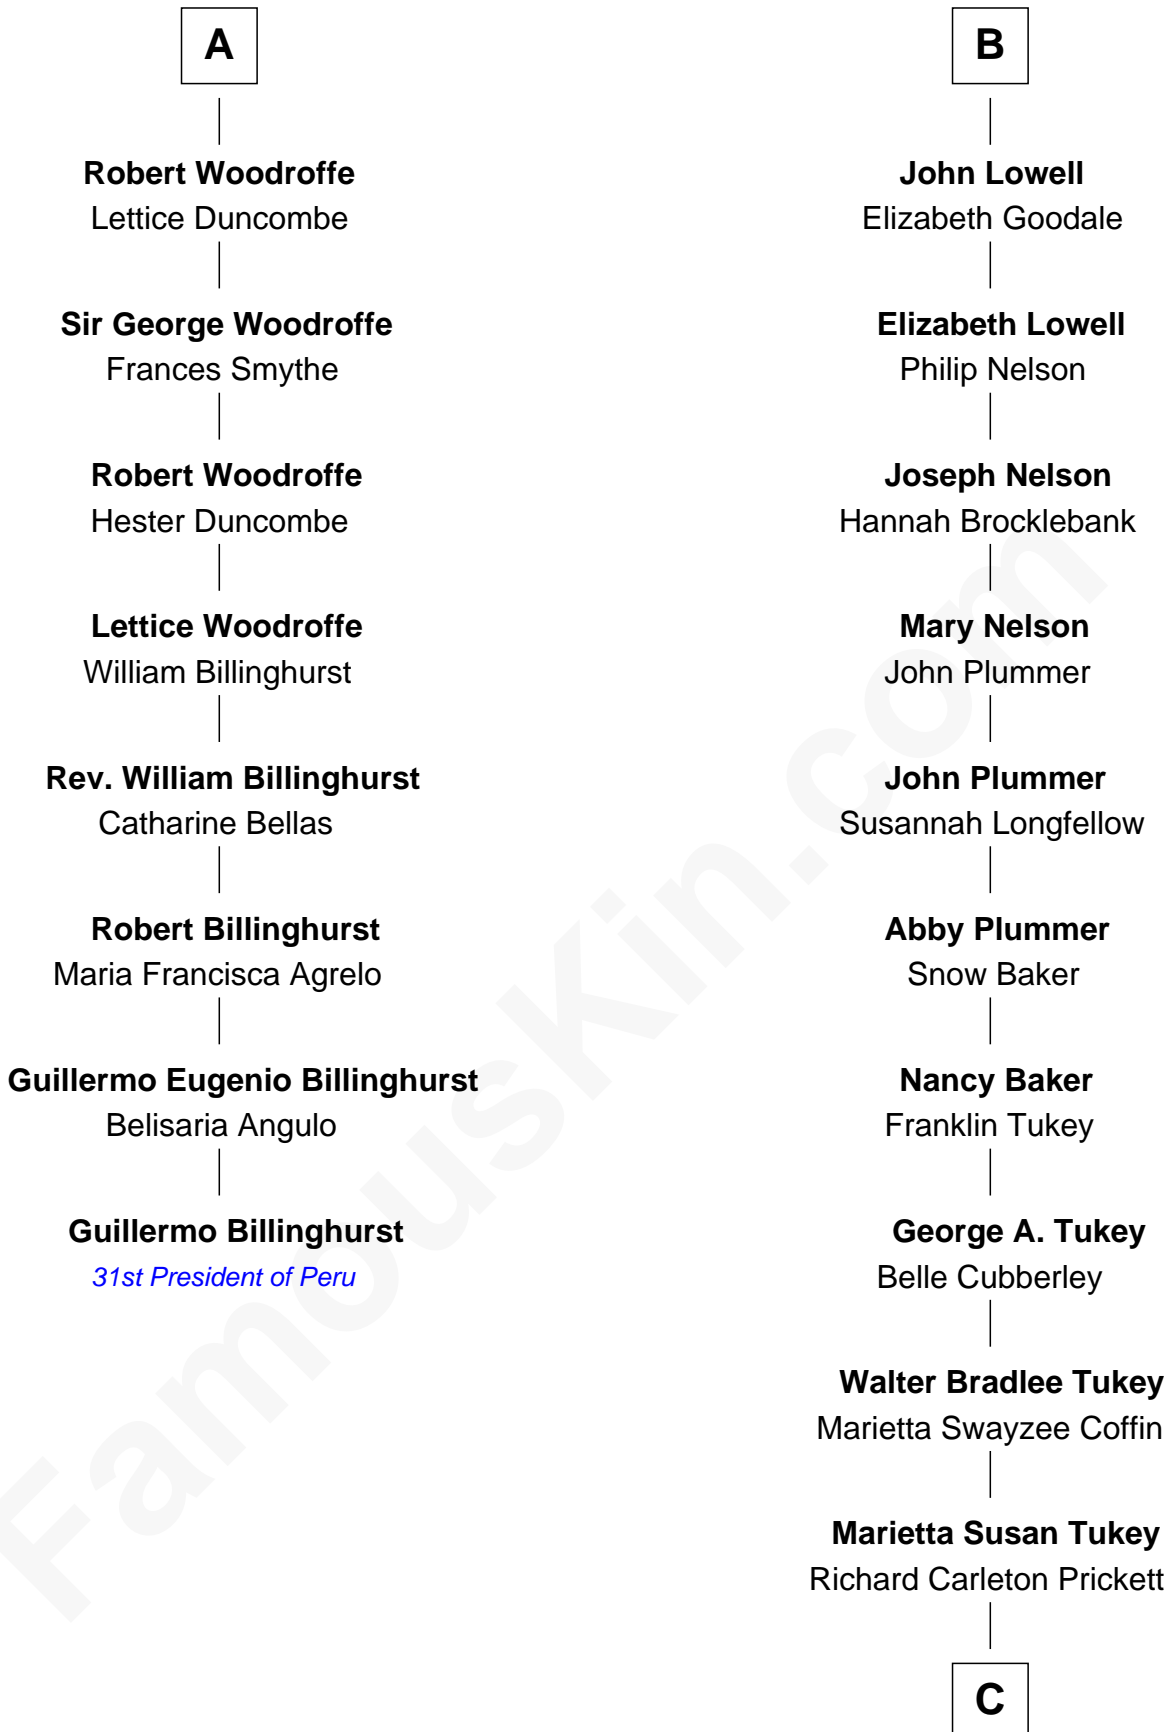 A
Robert Woodroffe
Lettice Duncombe
Sir George Woodroffe
Frances Smythe
Robert Woodroffe
Hester Duncombe
Lettice Woodroffe
William Billinghurst
Rev. William Billinghurst
Catharine Bellas
Robert Billinghurst
Maria Francisca Agrelo
Guillermo Eugenio Billinghurst
Belisaria Angulo
Guillermo Billinghurst
31st President of Peru
B
John Lowell
Elizabeth Goodale
Elizabeth Lowell
Philip Nelson
Joseph Nelson
Hannah Brocklebank
Mary Nelson
John Plummer
John Plummer
Susannah Longfellow
Abby Plummer
Snow Baker
Nancy Baker
Franklin Tukey
George A. Tukey
Belle Cubberley
Walter Bradlee Tukey
Marietta Swayzee Coffin
Marietta Susan Tukey
Richard Carleton Prickett
C
FamousKin.com